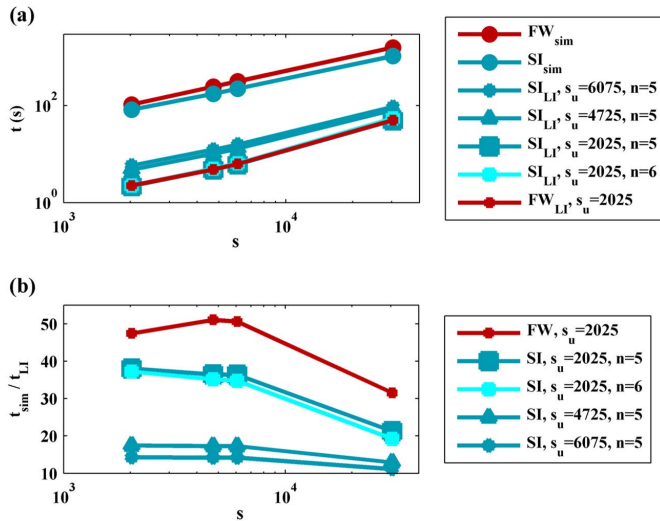 (a)
t (s)
10²
10⁰
10³
10⁴
s
FW_sim
SI_sim
SI_LI, s_u=6075, n=5
SI_LI, s_u=4725, n=5
SI_LI, s_u=2025, n=5
SI_LI, s_u=2025, n=6
FW_LI, s_u=2025
(b)
t_sim / t_LI
50
40
30
20
10
10³
10⁴
s
FW, s_u=2025
SI, s_u=2025, n=5
SI, s_u=2025, n=6
SI, s_u=4725, n=5
SI, s_u=6075, n=5